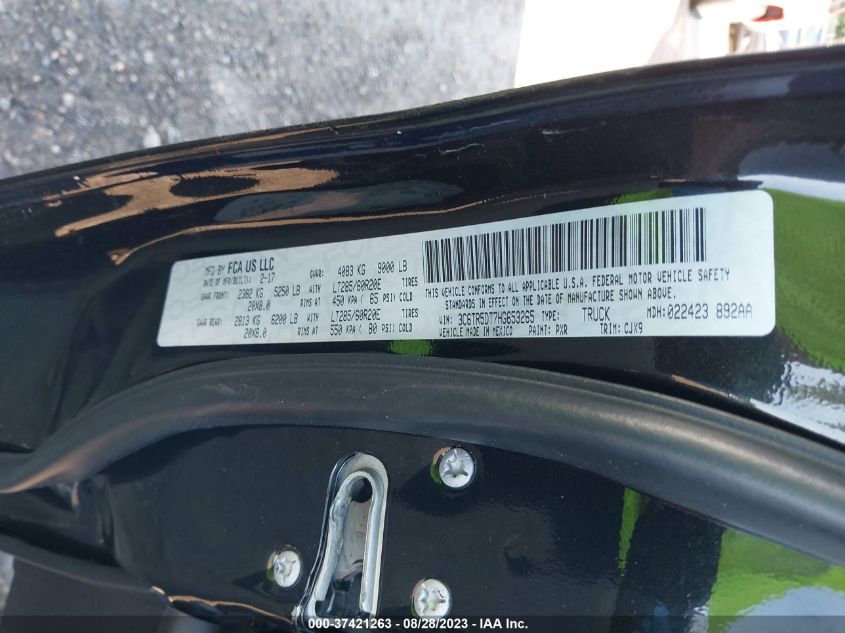 MFD BY FCA US LLC
DATE OF MFR(BUILT): 2-17 GVWR: 4083 KG 9000 LB
GAWR FRONT: 2382 KG 5250 LB WITH LT285/60R20E TIRES
20X8.0 RIMS AT 450 KPA ( 65 PSI) COLD
GAWR REAR: 2813 KG 6200 LB WITH LT285/60R20E TIRES
20X8.0 RIMS AT 550 KPA ( 80 PSI) COLD
THIS VEHICLE CONFORMS TO ALL APPLICABLE U.S.A. FEDERAL MOTOR VEHICLE SAFETY
STANDARDS IN EFFECT ON THE DATE OF MANUFACTURE SHOWN ABOVE.
VIN: 3C6TR5DT7HG653265 TYPE: TRUCK MDH: 022423 892AA
VEHICLE MADE IN MEXICO PAINT: PXR TRIM: CJX9
000-37421263 - 08/28/2023 - IAA Inc.